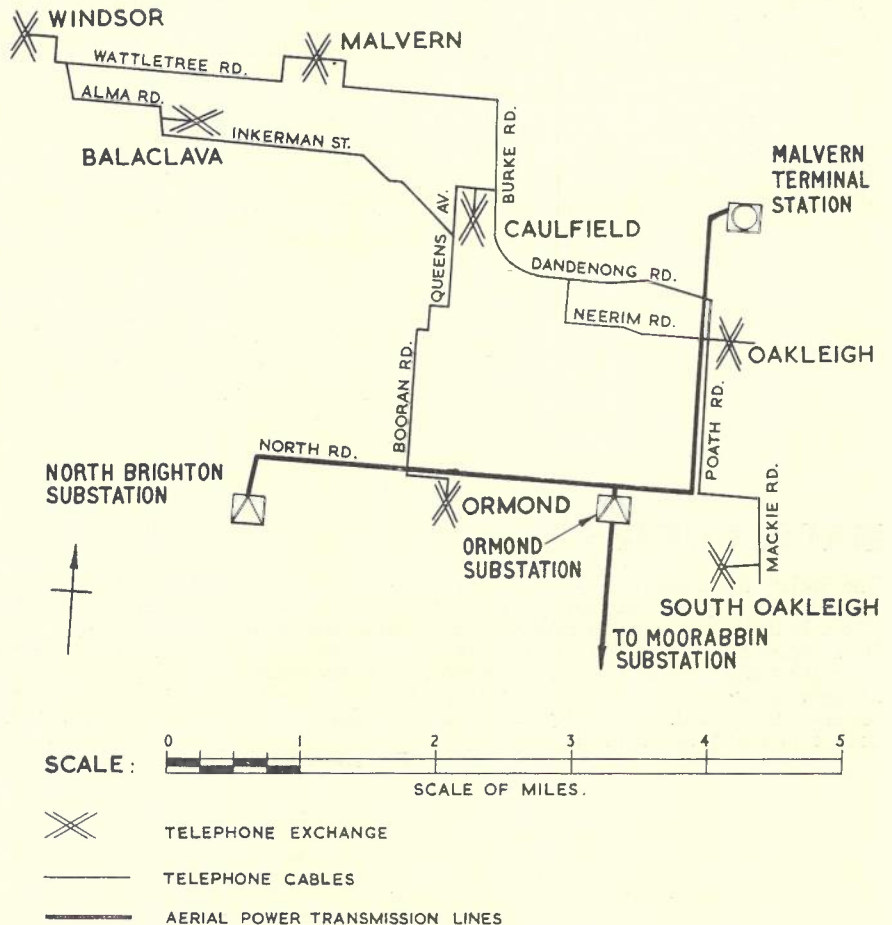 WINDSOR
MALVERN
WATTLETREE RD.
ALMA RD.
INKERMAN ST.
BALACLAVA
BURKE RD.
MALVERN
TERMINAL
STATION
QUEENS AV.
CAULFIELD
DANDENONG RD.
NEERIM RD.
OAKLEIGH
BOORAN RD.
POATH RD.
NORTH RD.
NORTH BRIGHTON
SUBSTATION
ORMOND
ORMOND
SUBSTATION
MACKIE RD.
SOUTH OAKLEIGH
TO MOORABBIN
SUBSTATION
SCALE:
0 1 2 3 4 5
SCALE OF MILES.
TELEPHONE EXCHANGE
TELEPHONE CABLES
AERIAL POWER TRANSMISSION LINES